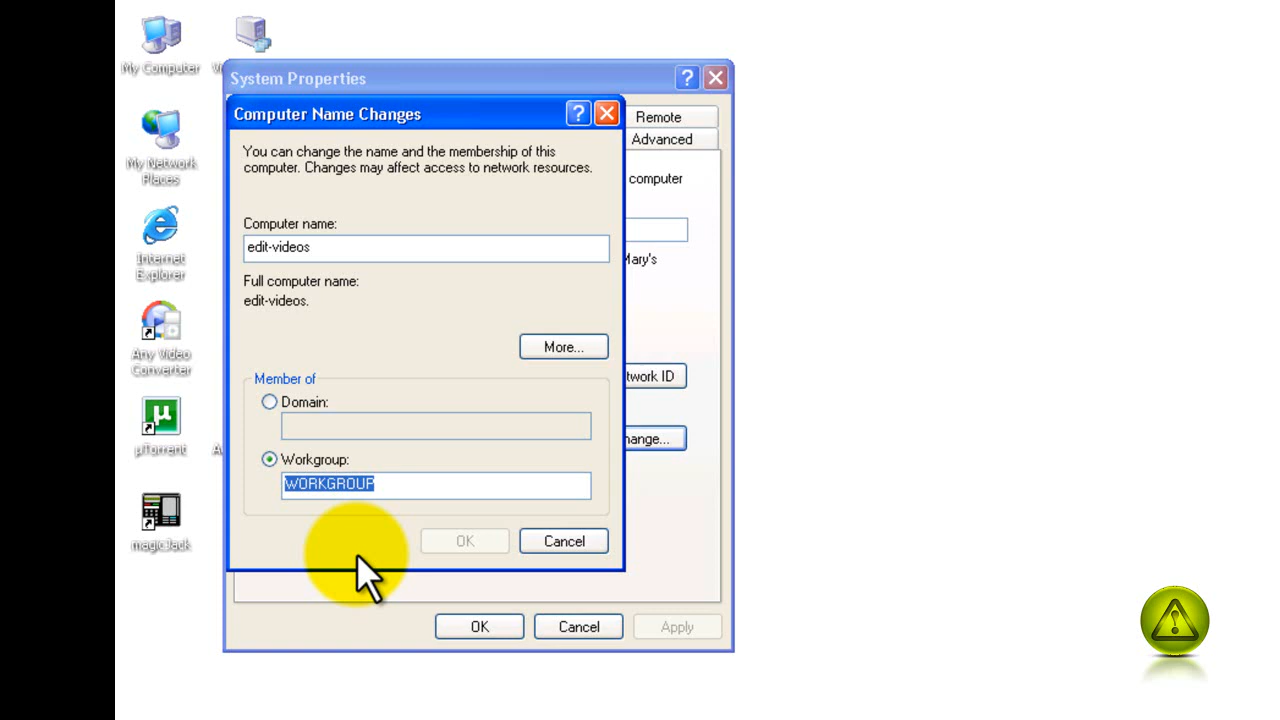 My Computer
My Network
Places
Internet
Explorer
Any Video
Converter
µTorrent
magicJack
System Properties
Remote
Advanced
computer
Mary's
OK
Cancel
Apply
Computer Name Changes
You can change the name and the membership of this
computer. Changes may affect access to network resources.
Computer name:
edit-videos
Full computer name:
edit-videos.
More...
Member of
Domain:
Workgroup:
WORKGROUP
OK
Cancel
twork ID
hange...